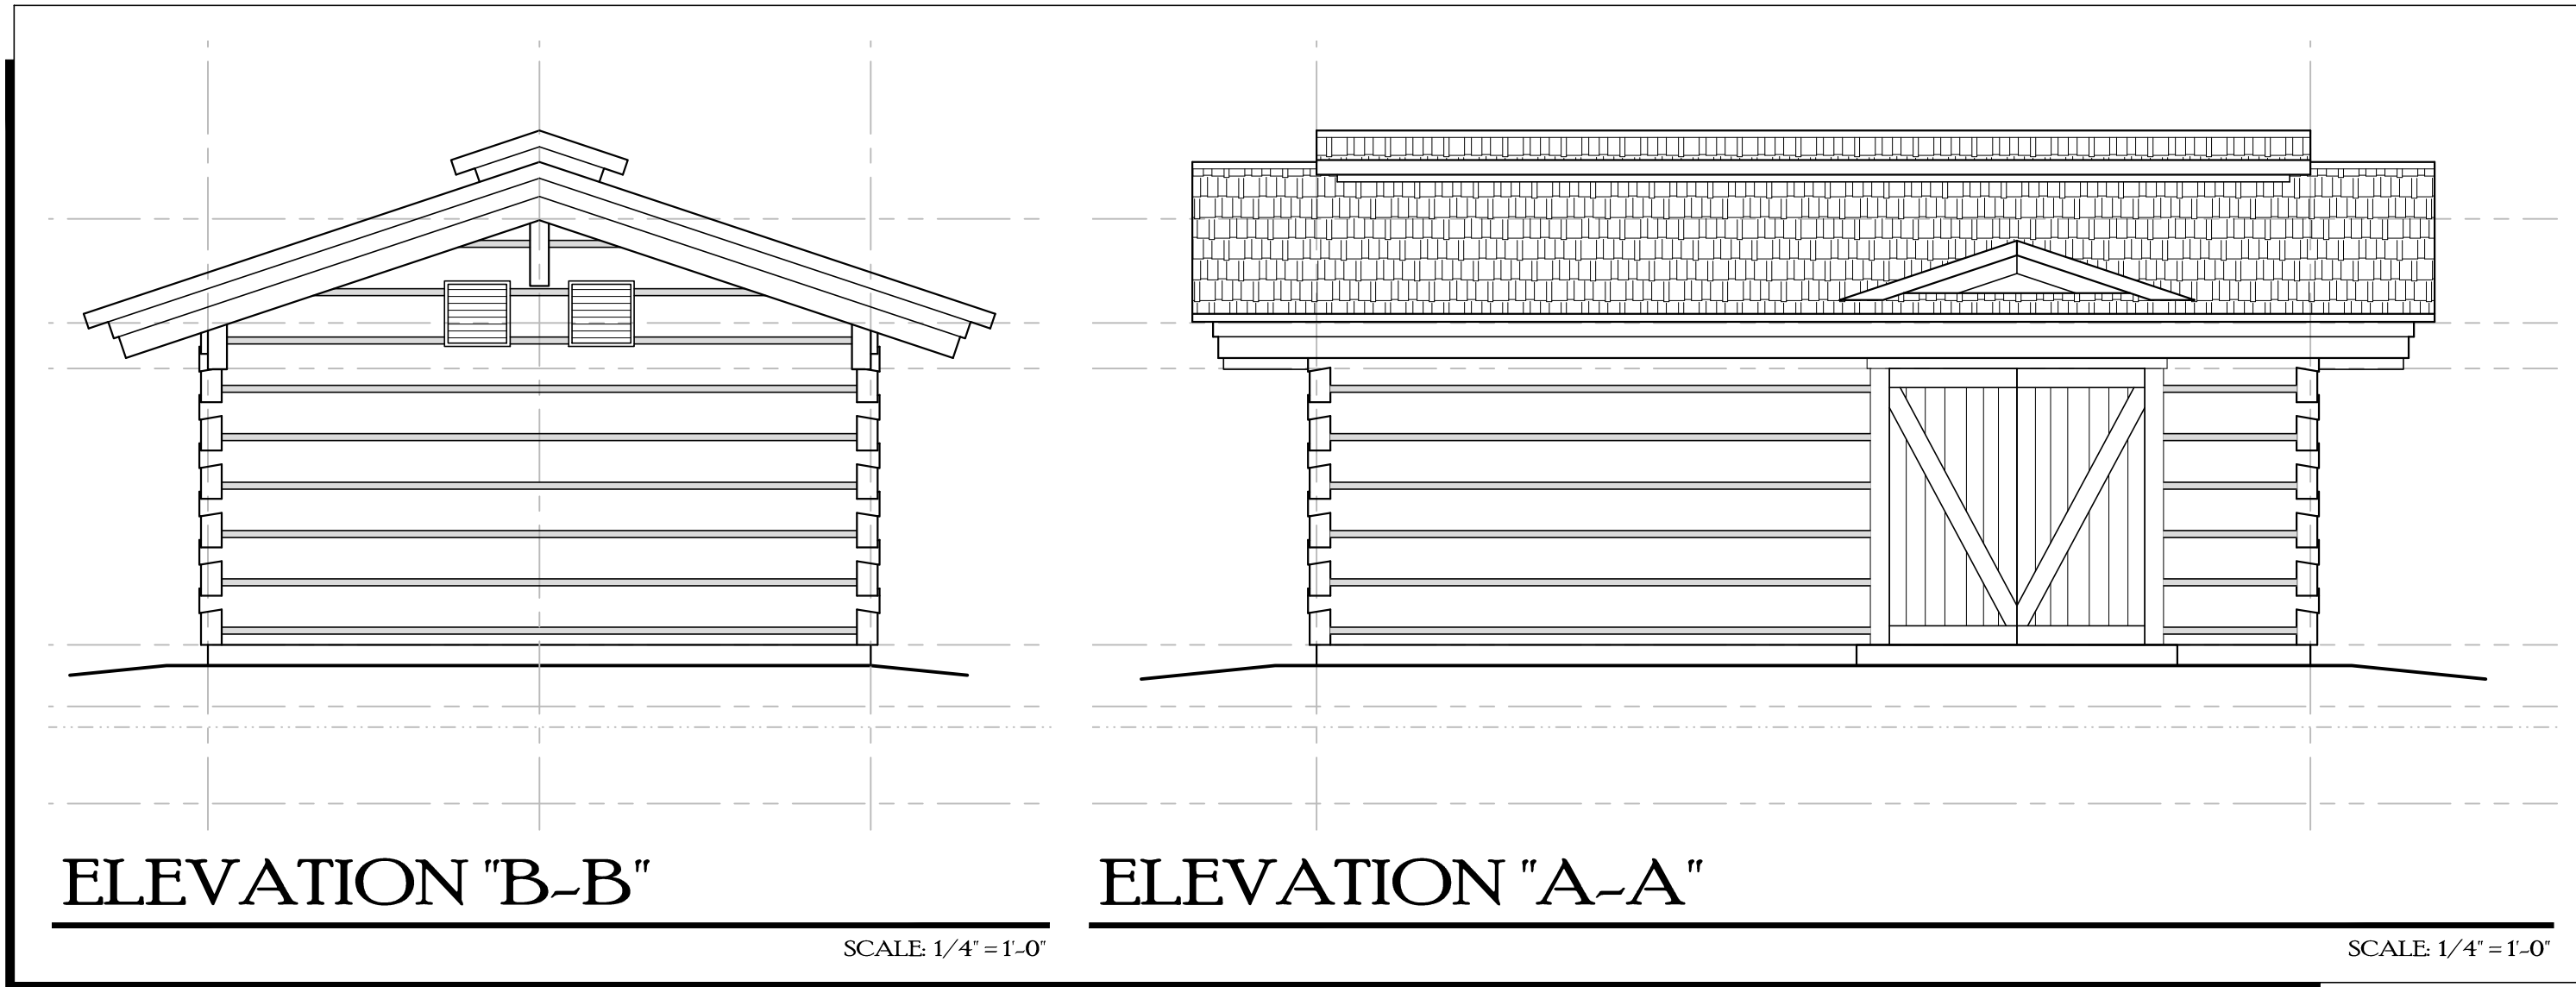 ELEVATION "B-B"
SCALE: 1/4" = 1'-0"
ELEVATION "A-A"
SCALE: 1/4" = 1'-0"